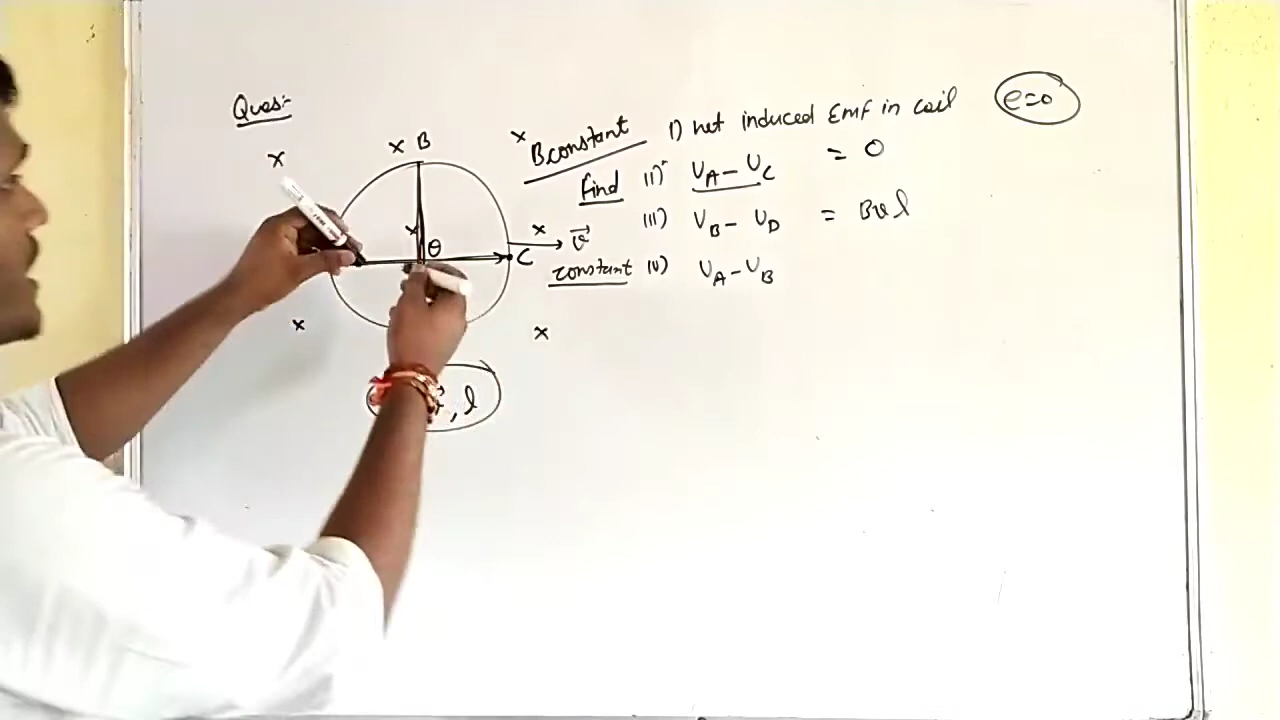 Ques:-
B constant
i) net induced Emf in coil
e=0
find (ii) VA - VC = 0
(iii) VB - VD = Bvl
constant iv) VA - VB
x
x B
x
x
θ
C
x
v⃗
x
x
, l